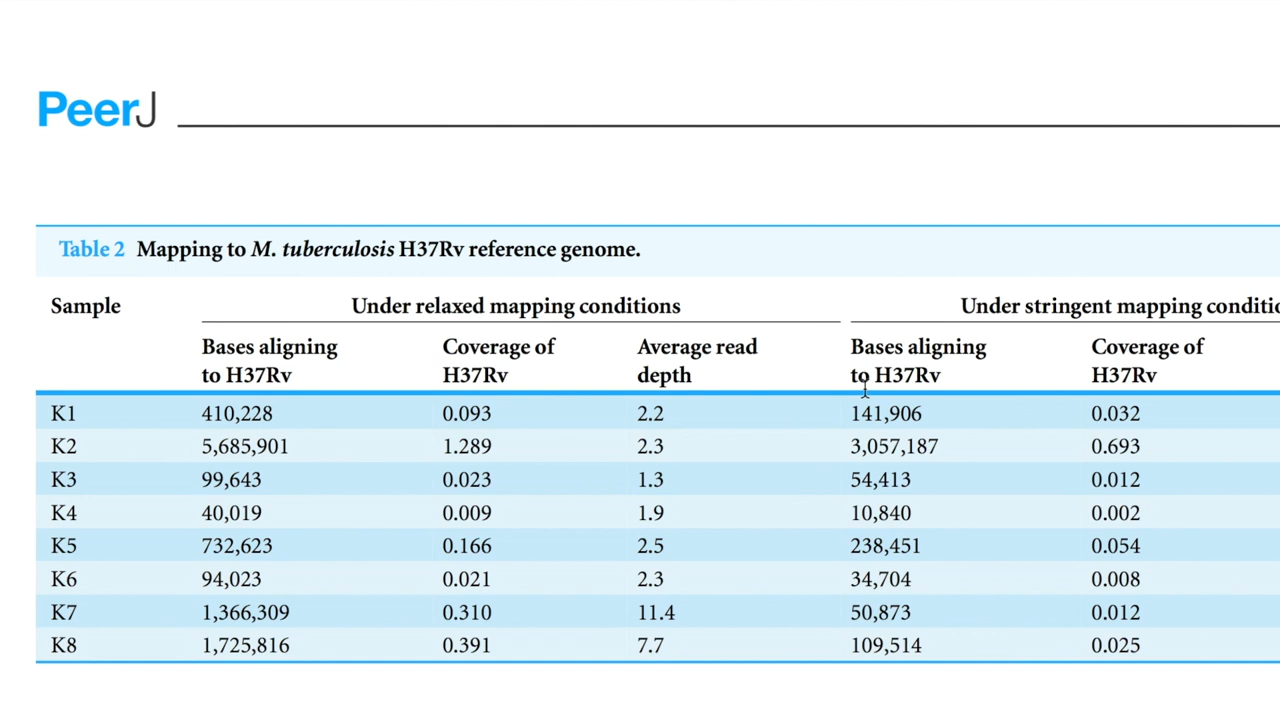 PeerJ
Table 2 Mapping to M. tuberculosis H37Rv reference genome.
Sample Under relaxed mapping conditions Under stringent mapping conditio
Bases aligning Coverage of Average read Bases aligning Coverage of
to H37Rv H37Rv depth to H37Rv H37Rv
K1 410,228 0.093 2.2 141,906 0.032
K2 5,685,901 1.289 2.3 3,057,187 0.693
K3 99,643 0.023 1.3 54,413 0.012
K4 40,019 0.009 1.9 10,840 0.002
K5 732,623 0.166 2.5 238,451 0.054
K6 94,023 0.021 2.3 34,704 0.008
K7 1,366,309 0.310 11.4 50,873 0.012
K8 1,725,816 0.391 7.7 109,514 0.025